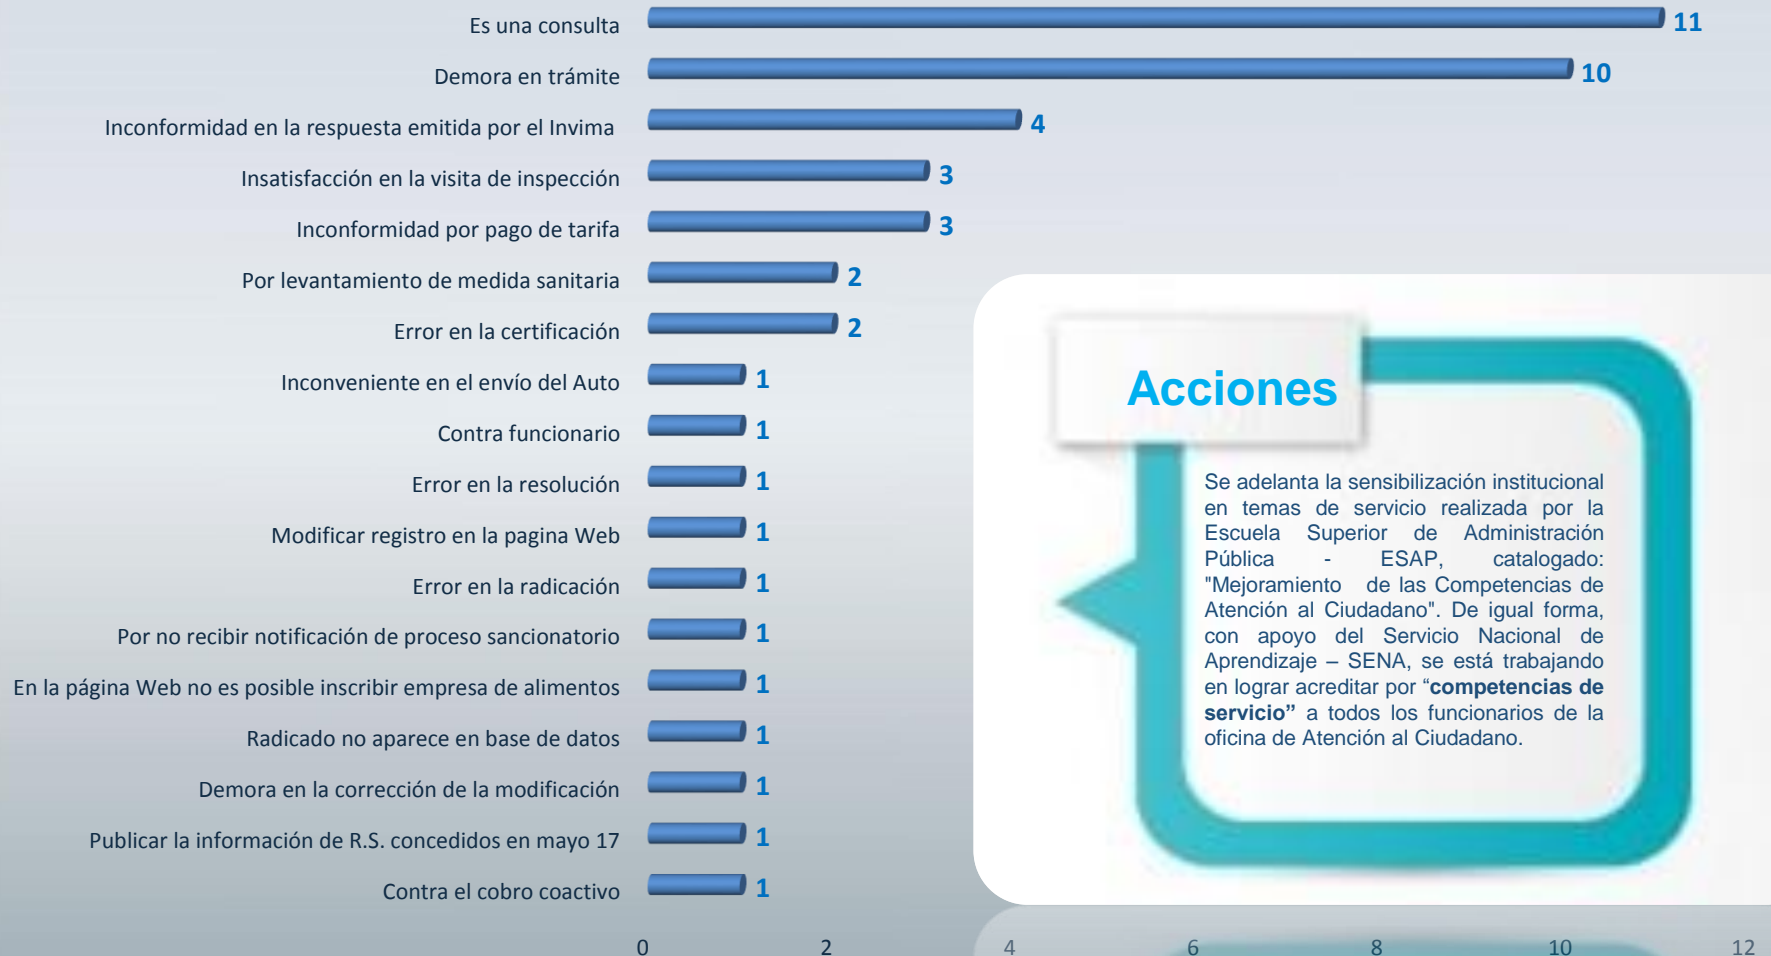 Es una consulta 11
Demora en trámite 10
Inconformidad en la respuesta emitida por el Invima 4
Insatisfacción en la visita de inspección 3
Inconformidad por pago de tarifa 3
Por levantamiento de medida sanitaria 2
Error en la certificación 2
Inconveniente en el envío del Auto 1
Contra funcionario 1
Error en la resolución 1
Modificar registro en la pagina Web 1
Error en la radicación 1
Por no recibir notificación de proceso sancionatorio 1
En la página Web no es posible inscribir empresa de alimentos 1
Radicado no aparece en base de datos 1
Demora en la corrección de la modificación 1
Publicar la información de R.S. concedidos en mayo 17 1
Contra el cobro coactivo 1
0 2 4 6 8 10 12
Acciones
Se adelanta la sensibilización institucional
en temas de servicio realizada por la
Escuela Superior de Administración
Pública - ESAP, catalogado:
"Mejoramiento de las Competencias de
Atención al Ciudadano". De igual forma,
con apoyo del Servicio Nacional de
Aprendizaje – SENA, se está trabajando
en lograr acreditar por “competencias de
servicio” a todos los funcionarios de la
oficina de Atención al Ciudadano.